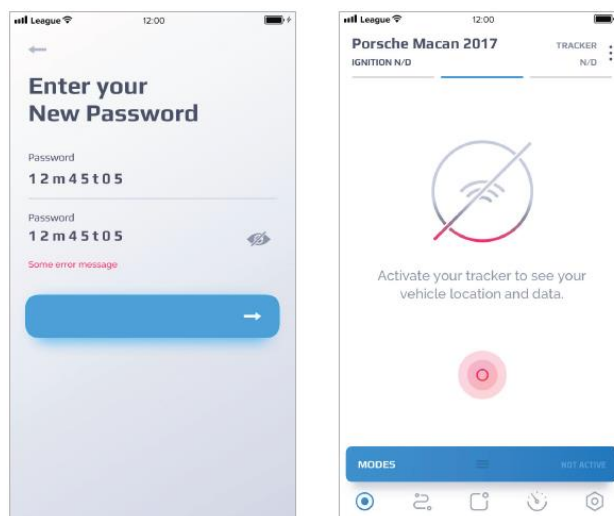 League
12:00
Enter your
New Password
Password
12m45t05
Password
12m45t05
Some error message
League
12:00
Porsche Macan 2017
TRACKER
IGNITION N/D
N/D
Activate your tracker to see your
vehicle location and data.
MODES
NOT ACTIVE